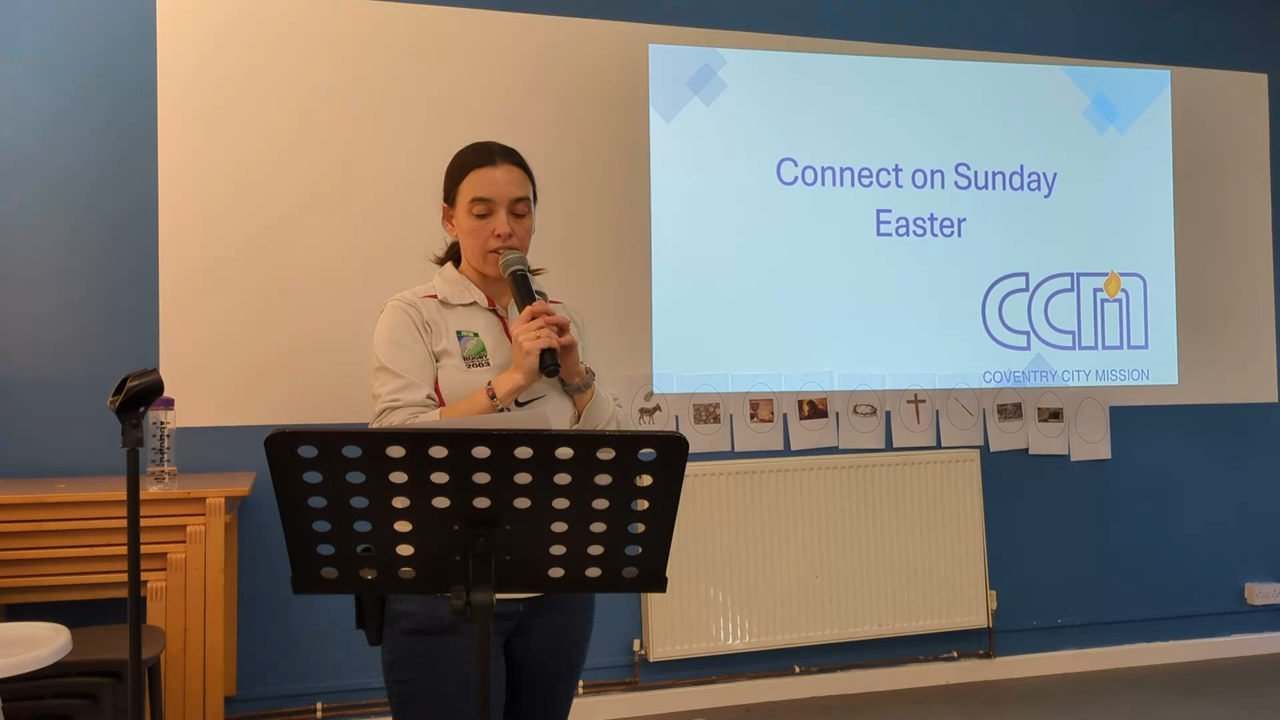 Connect on Sunday
Easter
CCM
COVENTRY CITY MISSION
RUGBY
2003